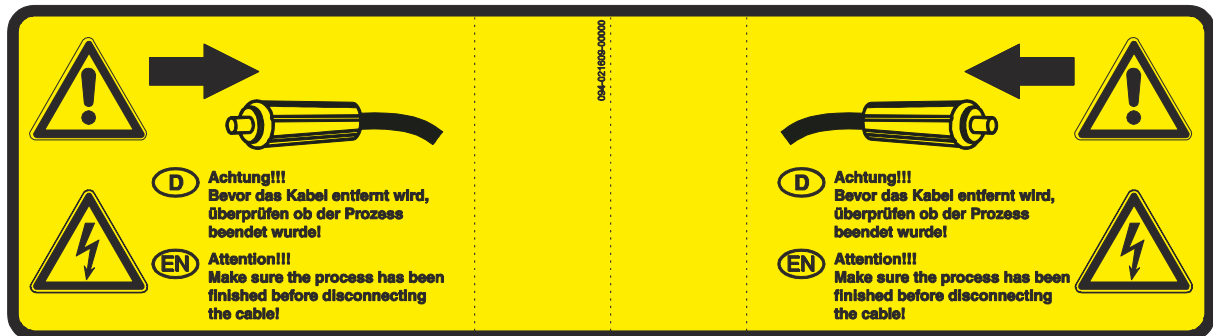 D
Achtung!!!
Bevor das Kabel entfernt wird,
überprüfen ob der Prozess
beendet wurde!
EN
Attention!!!
Make sure the process has been
finished before disconnecting
the cable!
094-021609-00000
D
Achtung!!!
Bevor das Kabel entfernt wird,
überprüfen ob der Prozess
beendet wurde!
EN
Attention!!!
Make sure the process has been
finished before disconnecting
the cable!